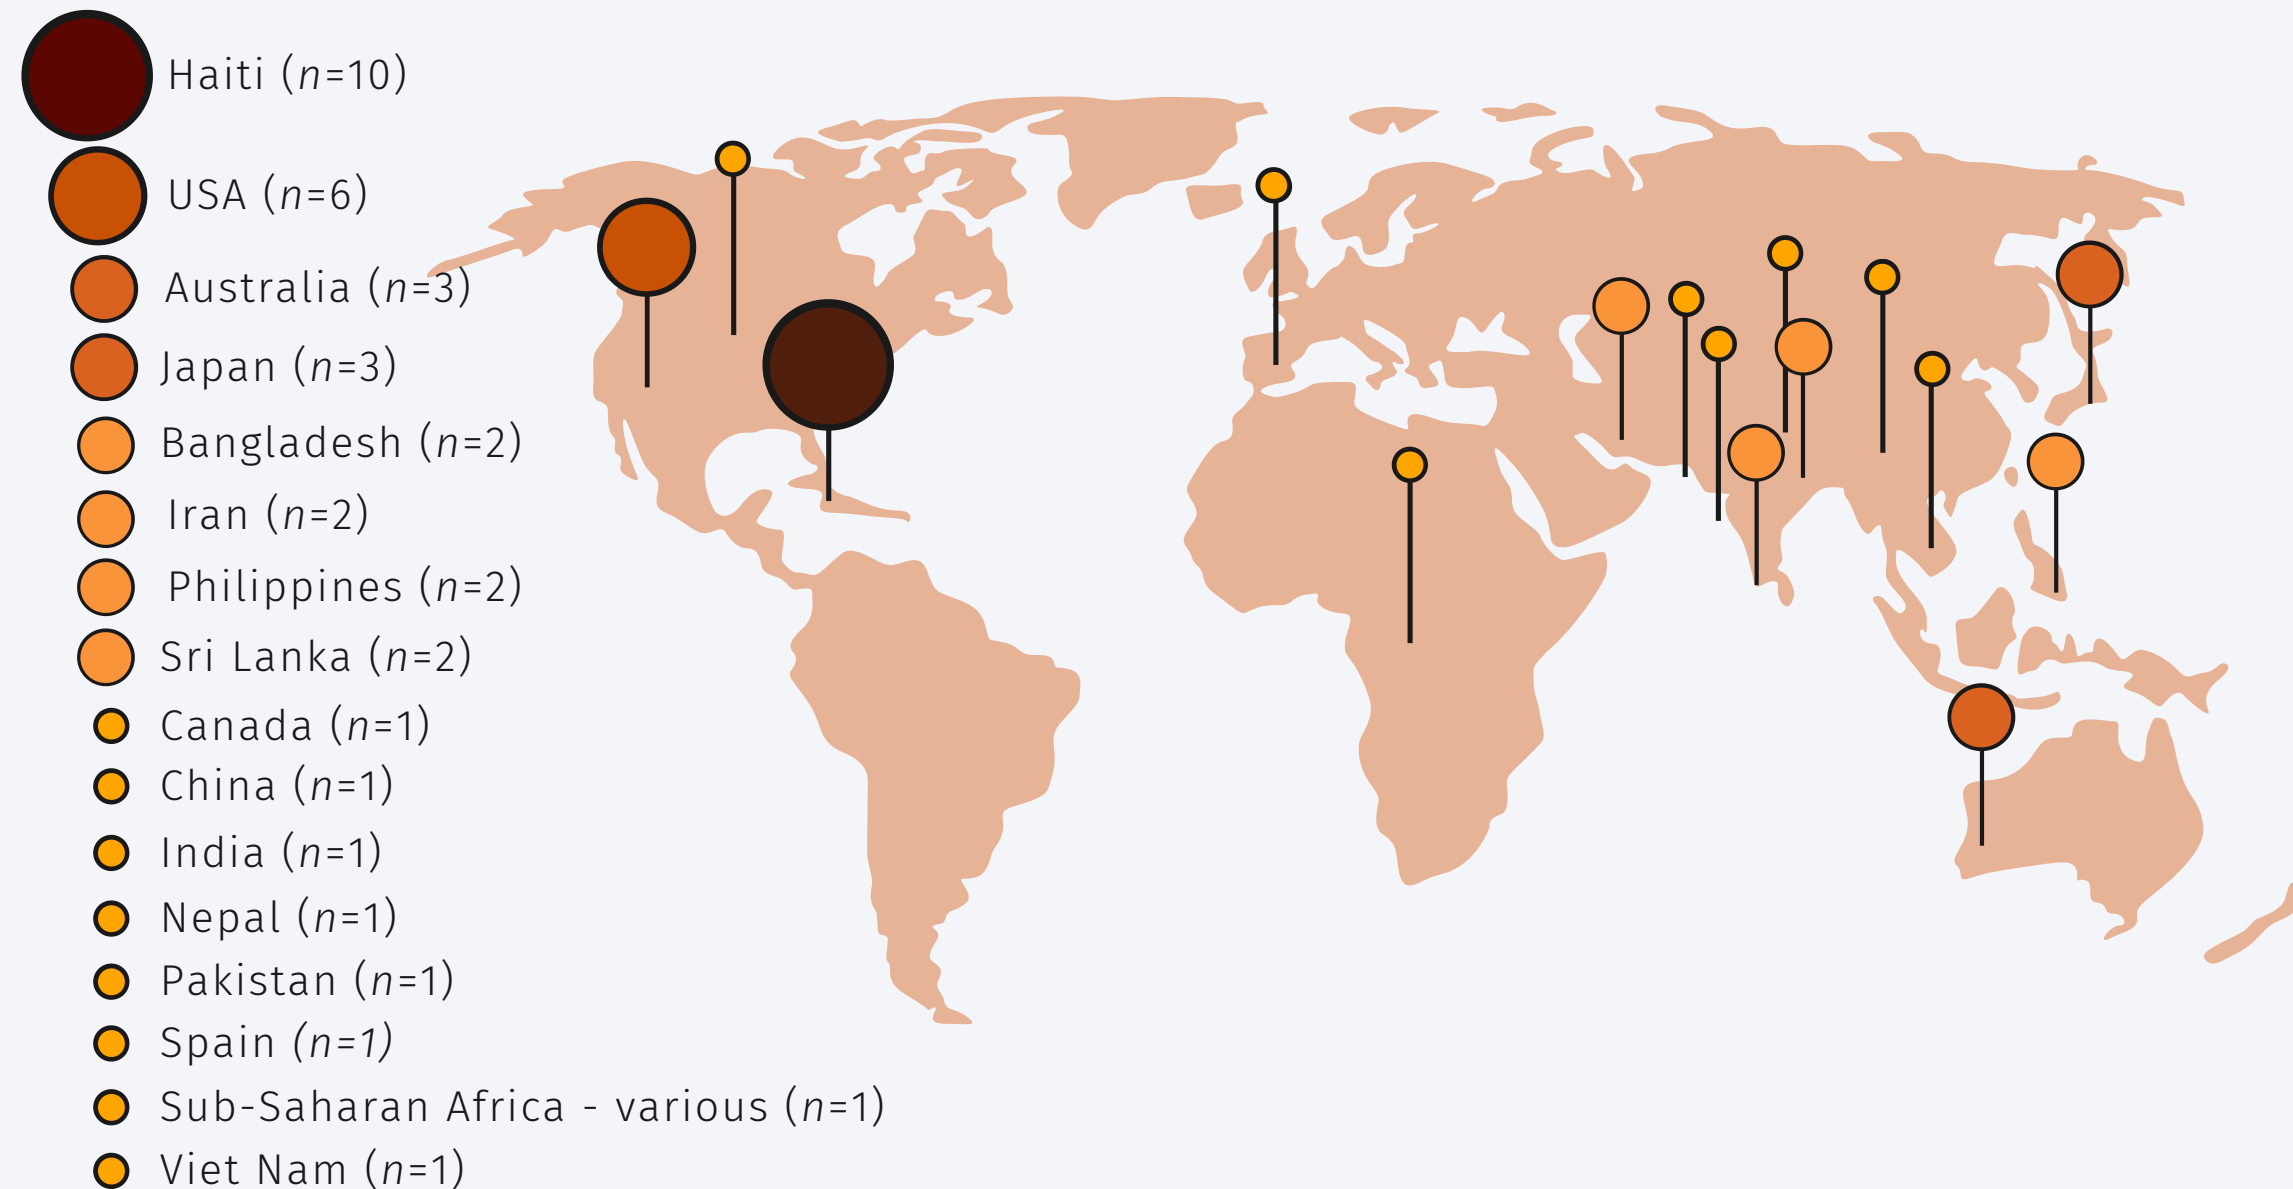 Haiti (n=10)
USA (n=6)
Australia (n=3)
Japan (n=3)
Bangladesh (n=2)
Iran (n=2)
Philippines (n=2)
Sri Lanka (n=2)
Canada (n=1)
China (n=1)
India (n=1)
Nepal (n=1)
Pakistan (n=1)
Spain (n=1)
Sub-Saharan Africa - various (n=1)
Viet Nam (n=1)